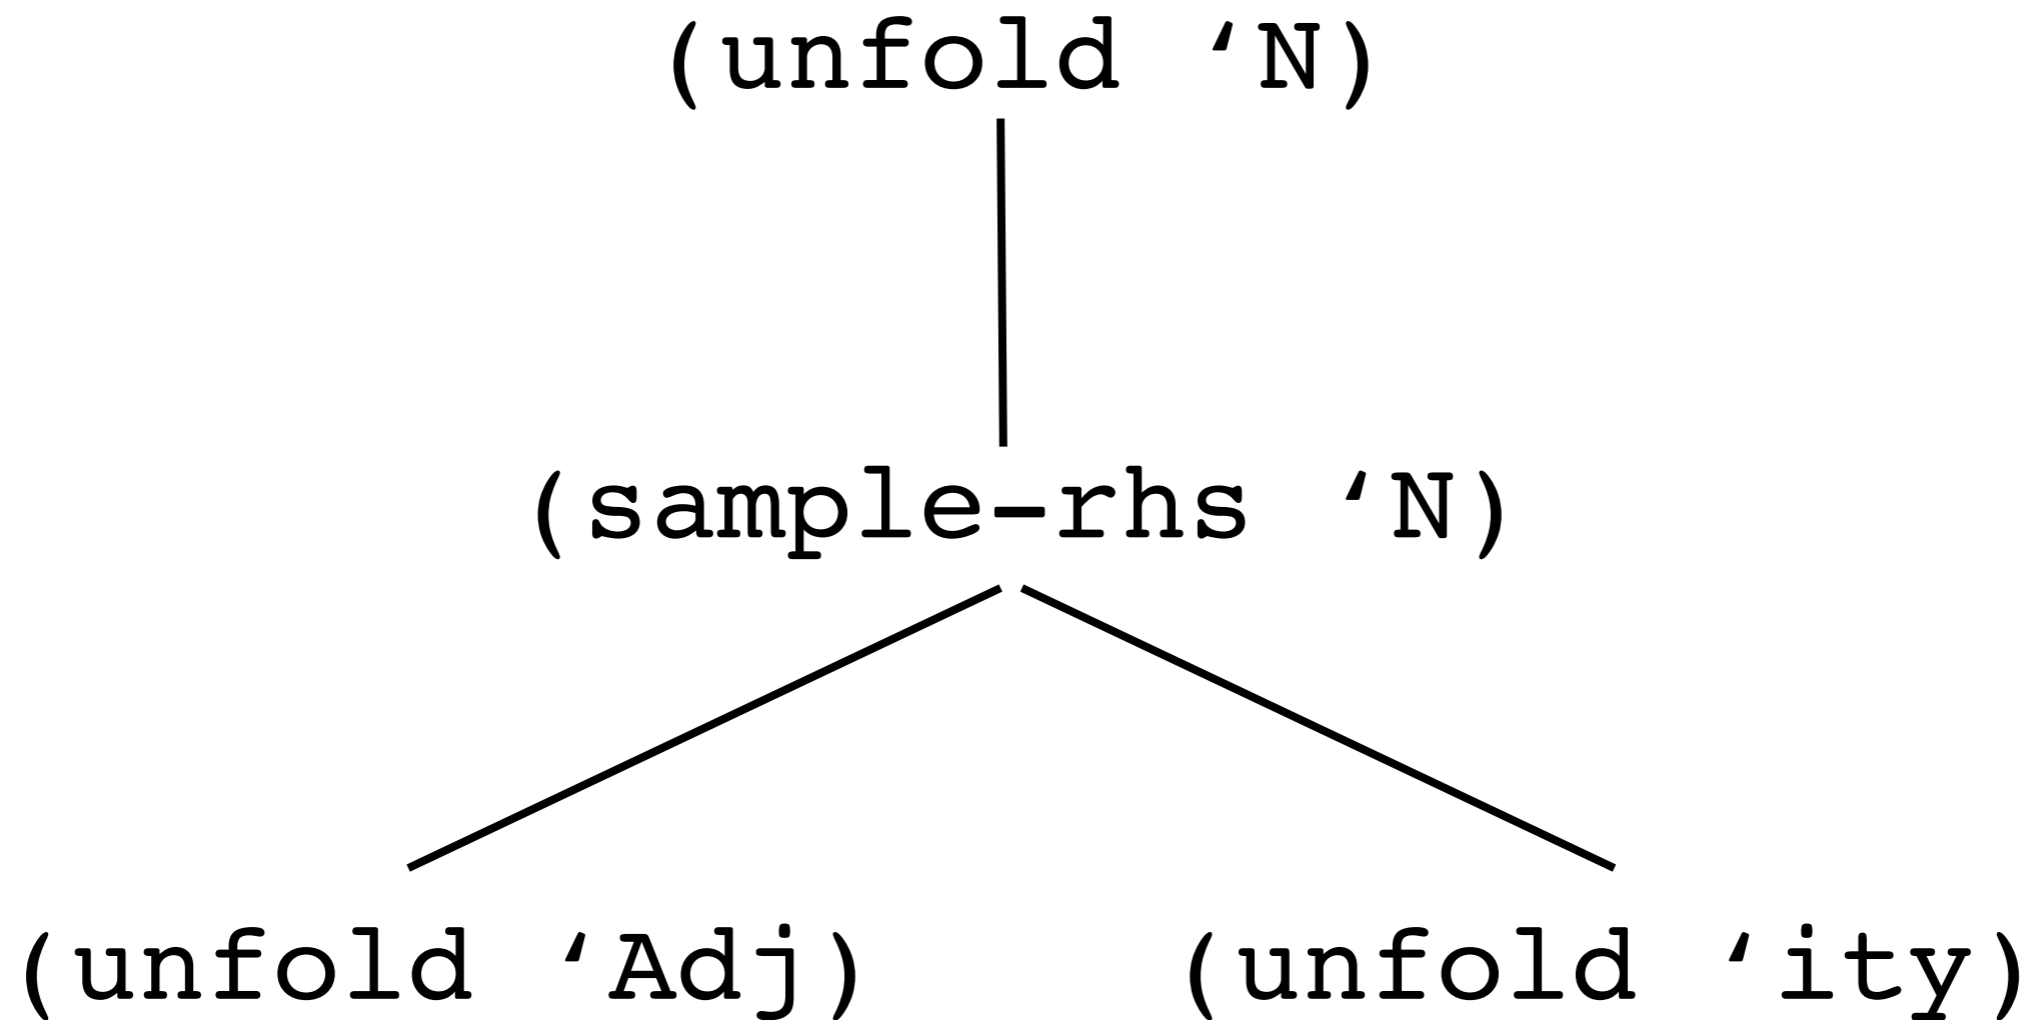 (unfold ‘N)
(sample-rhs ‘N)
(unfold ‘Adj) (unfold ‘ity)